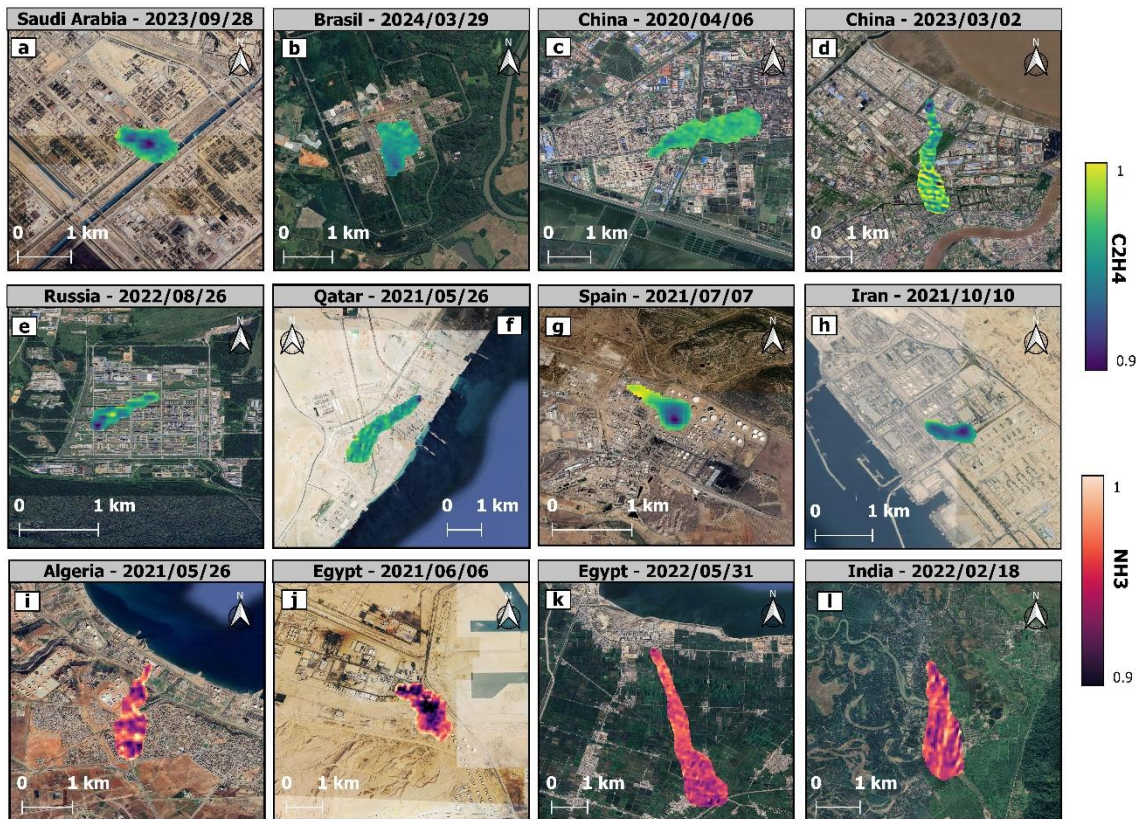 Saudi Arabia - 2023/09/28
a
N
0 1 km
Brasil - 2024/03/29
b
N
0 1 km
China - 2020/04/06
c
N
0 1 km
China - 2023/03/02
d
N
0 1 km
1
C2H4
0.9
Russia - 2022/08/26
e
N
0 1 km
Qatar - 2021/05/26
f
N
0 1 km
Spain - 2021/07/07
g
N
0 1 km
Iran - 2021/10/10
h
N
0 1 km
1
NH3
0.9
Algeria - 2021/05/26
i
N
0 1 km
Egypt - 2021/06/06
j
N
0 1 km
Egypt - 2022/05/31
k
N
0 1 km
India - 2022/02/18
l
N
0 1 km